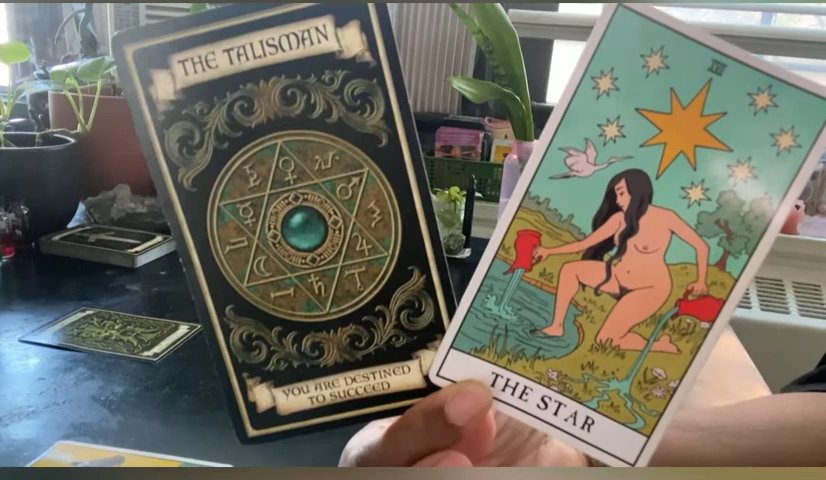 THE TALISMAN
YOU ARE DESTINED
TO SUCCEED
THE STAR